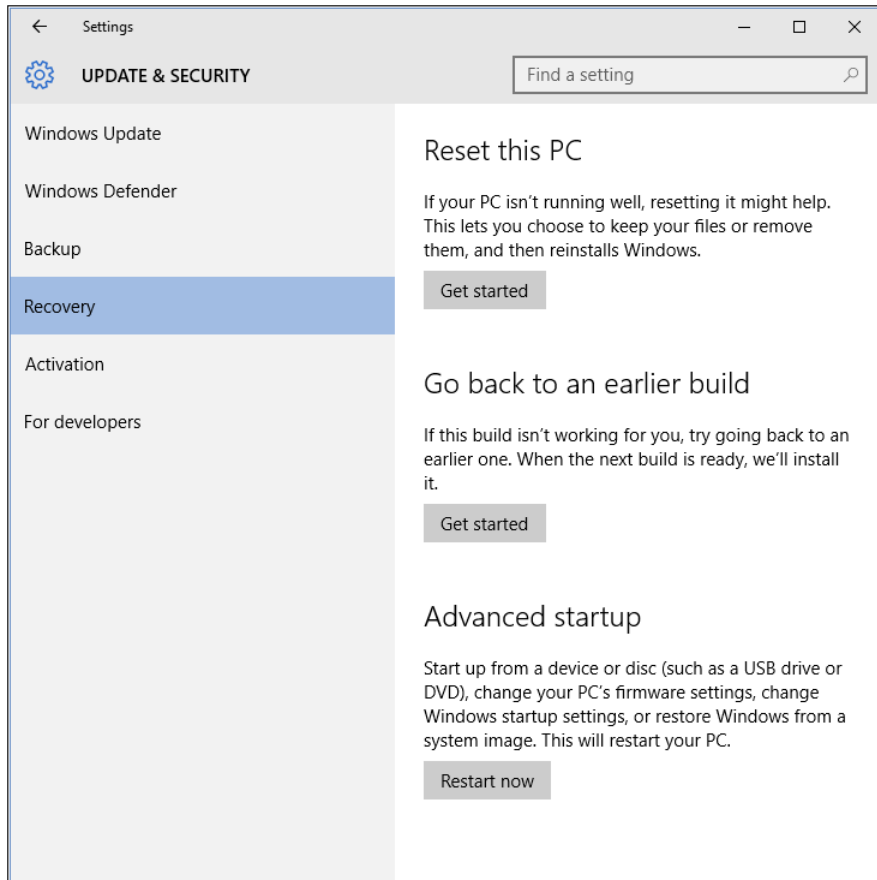 Settings
UPDATE & SECURITY
Find a setting
Windows Update
Windows Defender
Backup
Recovery
Activation
For developers
Reset this PC
If your PC isn’t running well, resetting it might help.
This lets you choose to keep your files or remove
them, and then reinstalls Windows.
Get started
Go back to an earlier build
If this build isn’t working for you, try going back to an
earlier one. When the next build is ready, we’ll install
it.
Get started
Advanced startup
Start up from a device or disc (such as a USB drive or
DVD), change your PC’s firmware settings, change
Windows startup settings, or restore Windows from a
system image. This will restart your PC.
Restart now